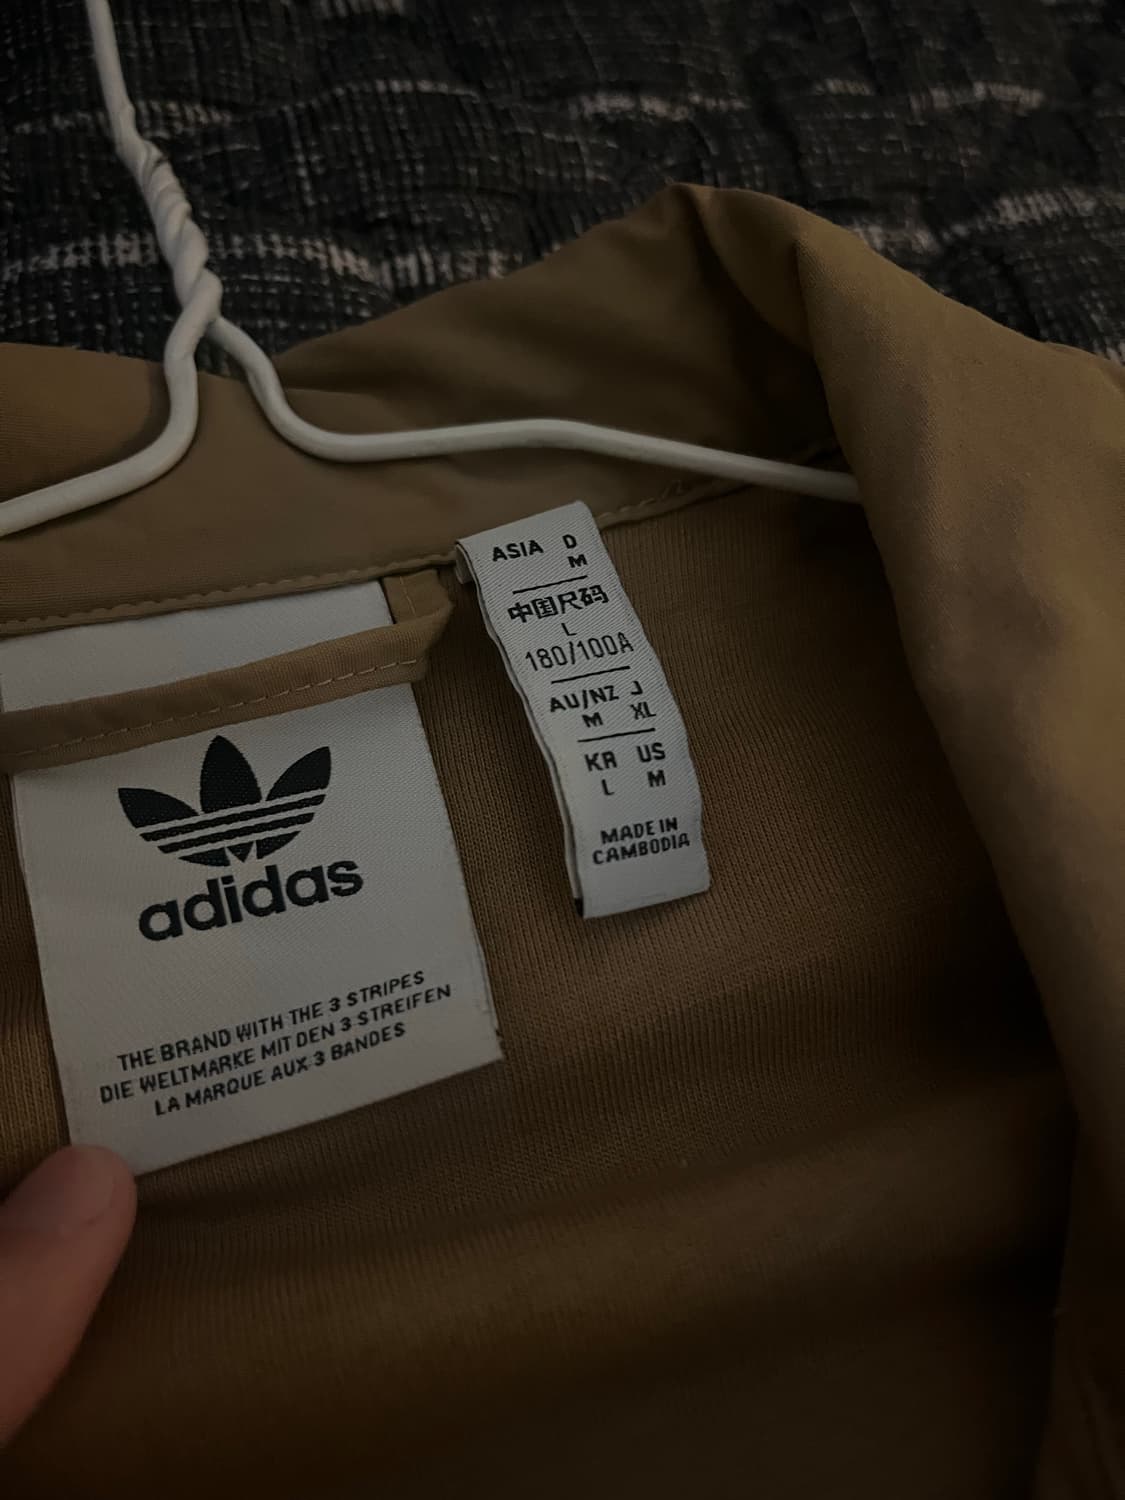 ASIA D
M
中国尺码
L
180/100A
AU/NZ J
M XL
KR US
L M
MADE IN
CAMBODIA
adidas
THE BRAND WITH THE 3 STRIPES
DIE WELTMARKE MIT DEN 3 STREIFEN
LA MARQUE AUX 3 BANDES